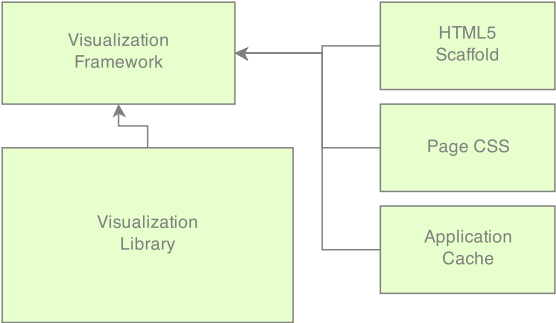 Visualization
Framework
HTML5
Scaffold
Page CSS
Visualization
Library
Application
Cache